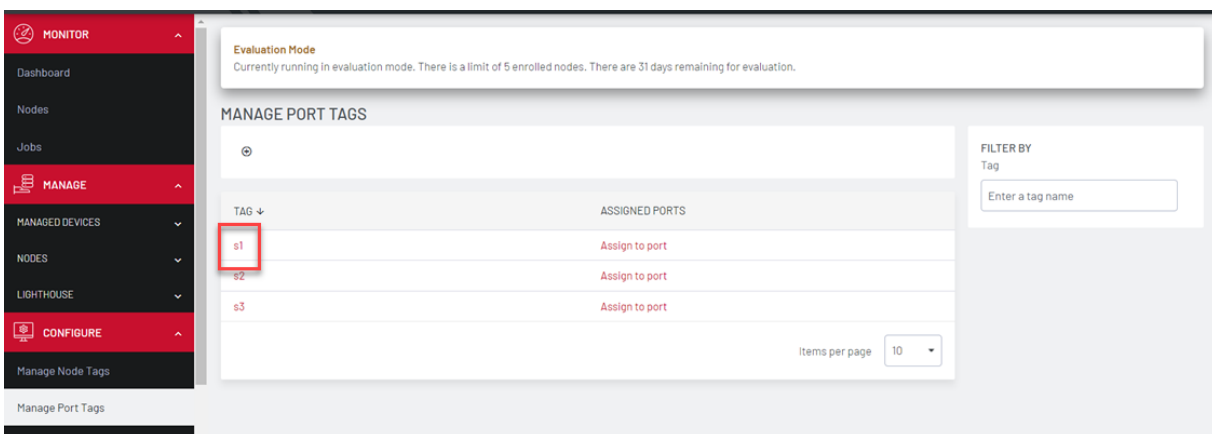 MONITOR
Dashboard
Nodes
Jobs
MANAGE
MANAGED DEVICES
NODES
LIGHTHOUSE
CONFIGURE
Manage Node Tags
Manage Port Tags
Evaluation Mode
Currently running in evaluation mode. There is a limit of 5 enrolled nodes. There are 31 days remaining for evaluation.
MANAGE PORT TAGS
TAG ASSIGNED PORTS
s1 Assign to port
s2 Assign to port
s3 Assign to port
Items per page 10
FILTER BY
Tag
Enter a tag name